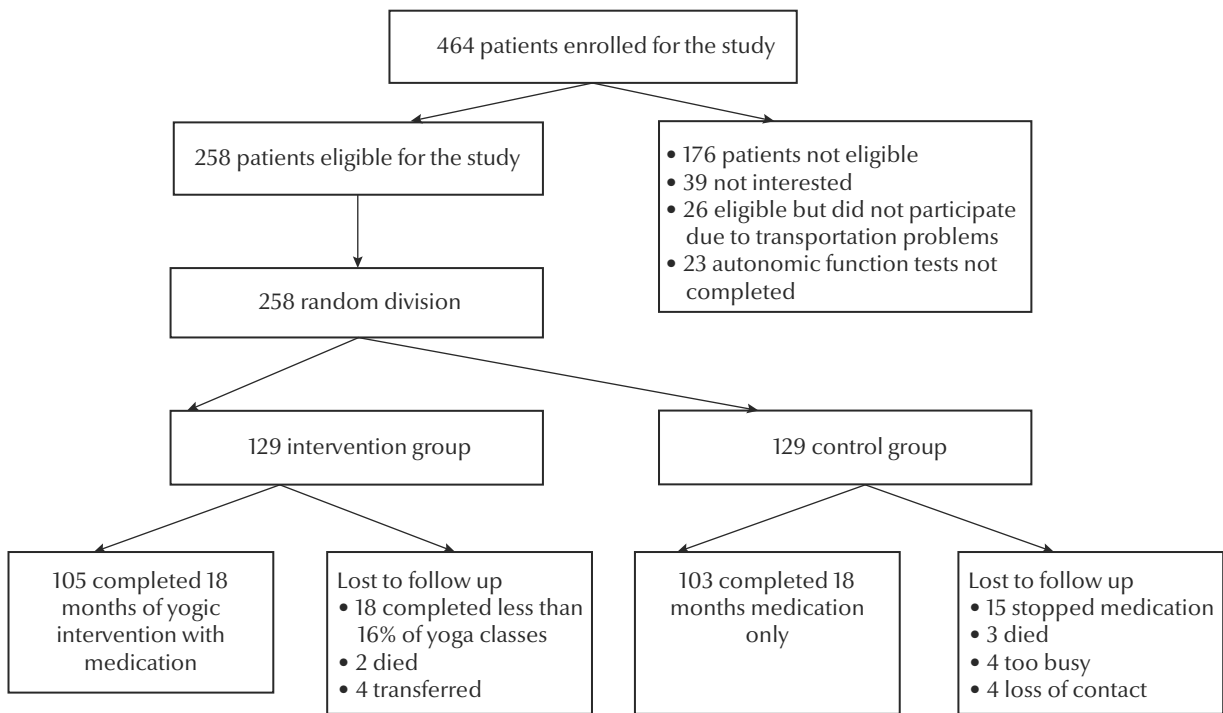 464 patients enrolled for the study
258 patients eligible for the study
• 176 patients not eligible
• 39 not interested
• 26 eligible but did not participate
due to transportation problems
• 23 autonomic function tests not
completed
258 random division
129 intervention group
129 control group
105 completed 18
months of yogic
intervention with
medication
Lost to follow up
• 18 completed less than
16% of yoga classes
• 2 died
• 4 transferred
103 completed 18
months medication
only
Lost to follow up
• 15 stopped medication
• 3 died
• 4 too busy
• 4 loss of contact